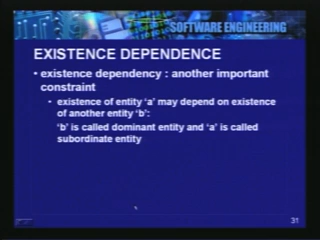 SOFTWARE ENGINEERING
EXISTENCE DEPENDENCE
• existence dependency : another important
constraint
• existence of entity ‘a’ may depend on existence
of another entity ‘b’:
‘b’ is called dominant entity and ‘a’ is called
subordinate entity
31